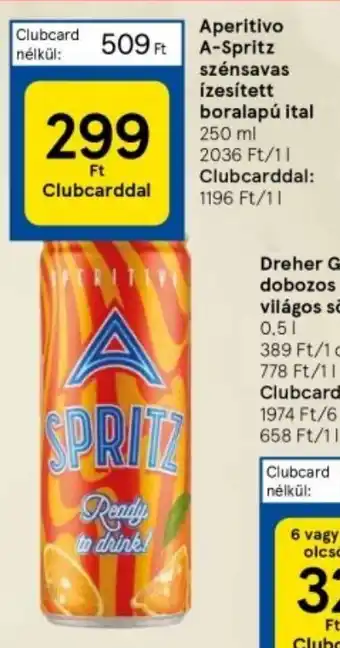 Clubcard
nélkül: 509 Ft
299
Ft
Clubcarddal
Aperitivo
A-Spritz
szénsavas
ízesített
boralapú ital
250 ml
2036 Ft/1 l
Clubcarddal:
1196 Ft/1 l
APERITIVO
A
SPRITZ
Ready
to drink!
Dreher G
dobozos
világos sö
0,5 l
389 Ft/1 d
778 Ft/1 l
Clubcard
1974 Ft/6
658 Ft/1 l
Clubcard
nélkül:
6 vagy
olcsó
32
Ft
Clubc